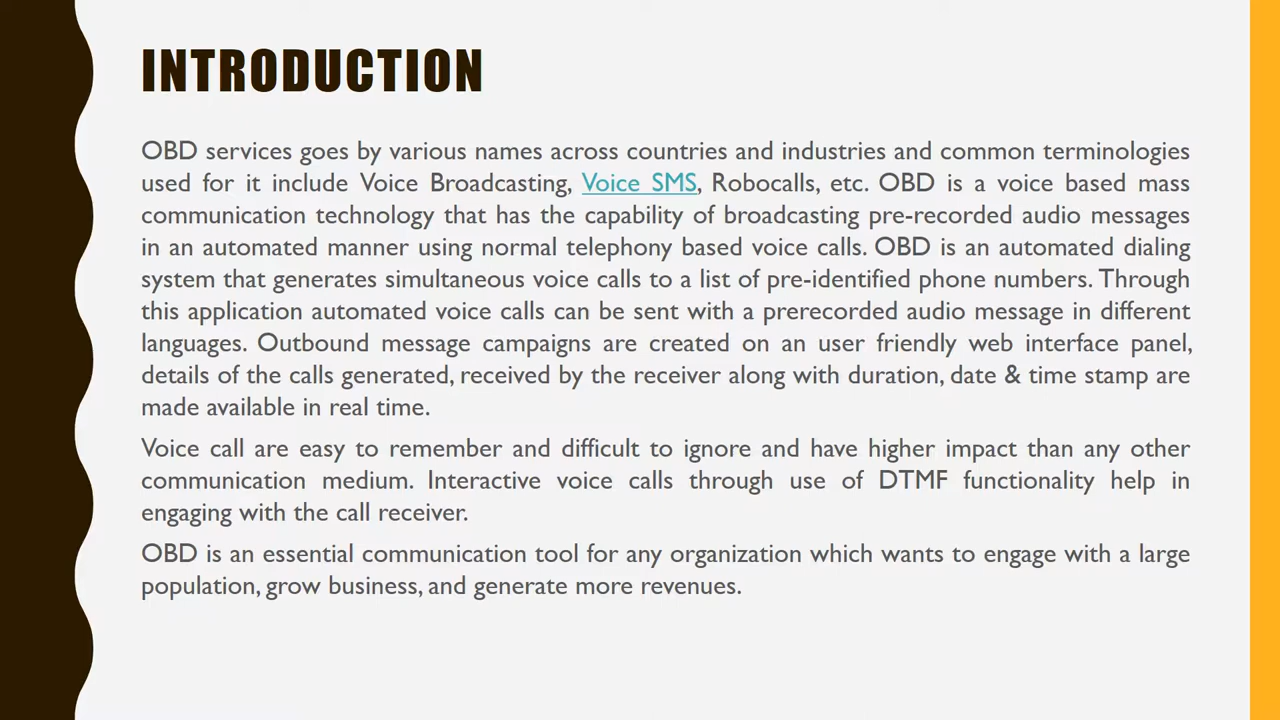 INTRODUCTION
OBD services goes by various names across countries and industries and common terminologies
used for it include Voice Broadcasting, Voice SMS, Robocalls, etc. OBD is a voice based mass
communication technology that has the capability of broadcasting pre-recorded audio messages
in an automated manner using normal telephony based voice calls. OBD is an automated dialing
system that generates simultaneous voice calls to a list of pre-identified phone numbers. Through
this application automated voice calls can be sent with a prerecorded audio message in different
languages. Outbound message campaigns are created on an user friendly web interface panel,
details of the calls generated, received by the receiver along with duration, date & time stamp are
made available in real time.
Voice call are easy to remember and difficult to ignore and have higher impact than any other
communication medium. Interactive voice calls through use of DTMF functionality help in
engaging with the call receiver.
OBD is an essential communication tool for any organization which wants to engage with a large
population, grow business, and generate more revenues.